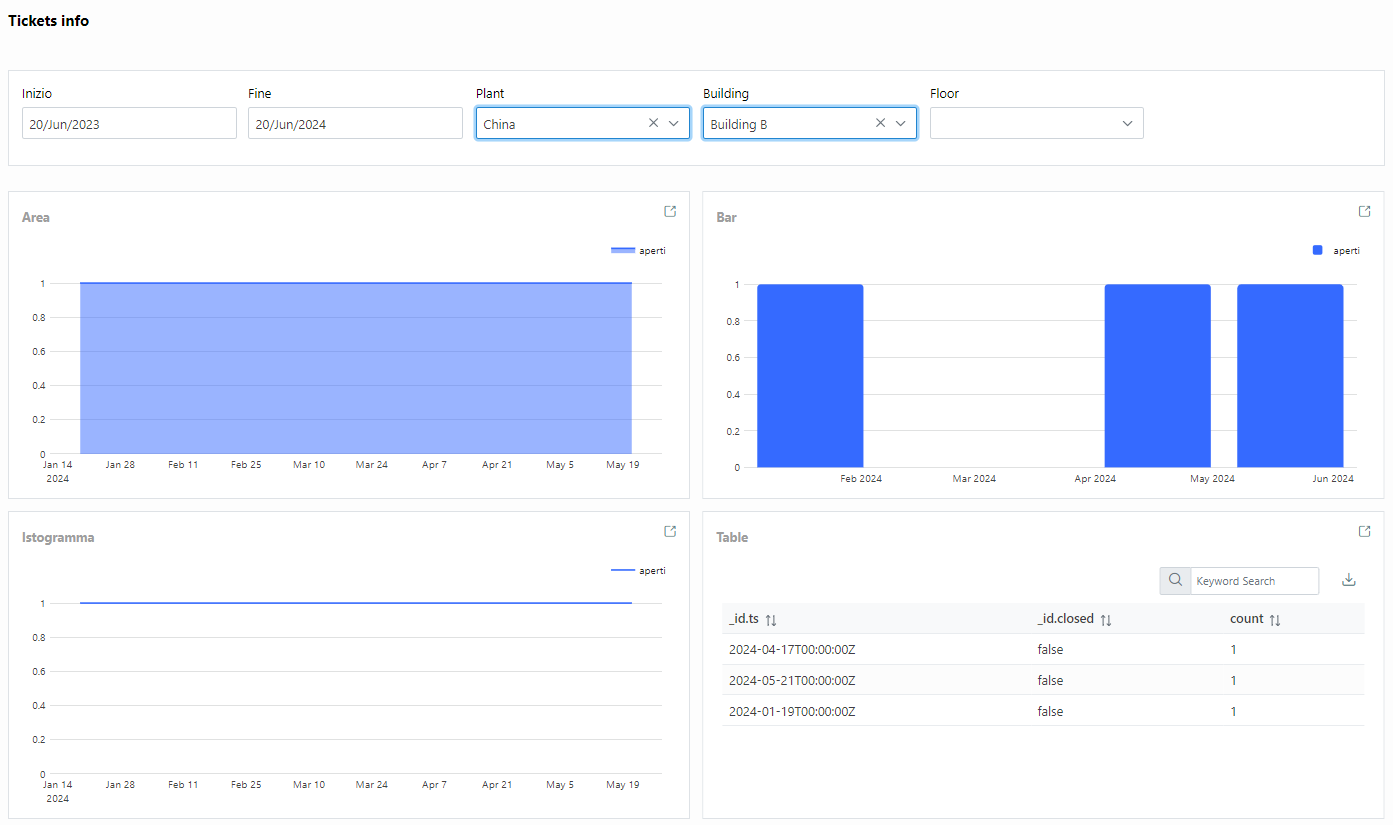 Tickets info
Inizio Fine Plant Building Floor
20/Jun/2023 20/Jun/2024 China Building B
Area
aperti
1
0.8
0.6
0.4
0.2
0
Jan 14 Jan 28 Feb 11 Feb 25 Mar 10 Mar 24 Apr 7 Apr 21 May 5 May 19
2024
Bar
aperti
1
0.8
0.6
0.4
0.2
0
Feb 2024 Mar 2024 Apr 2024 May 2024 Jun 2024
Istogramma
aperti
1
0.8
0.6
0.4
0.2
0
Jan 14 Jan 28 Feb 11 Feb 25 Mar 10 Mar 24 Apr 7 Apr 21 May 5 May 19
2024
Table
Keyword Search
_id.ts _id.closed count
2024-04-17T00:00:00Z false 1
2024-05-21T00:00:00Z false 1
2024-01-19T00:00:00Z false 1